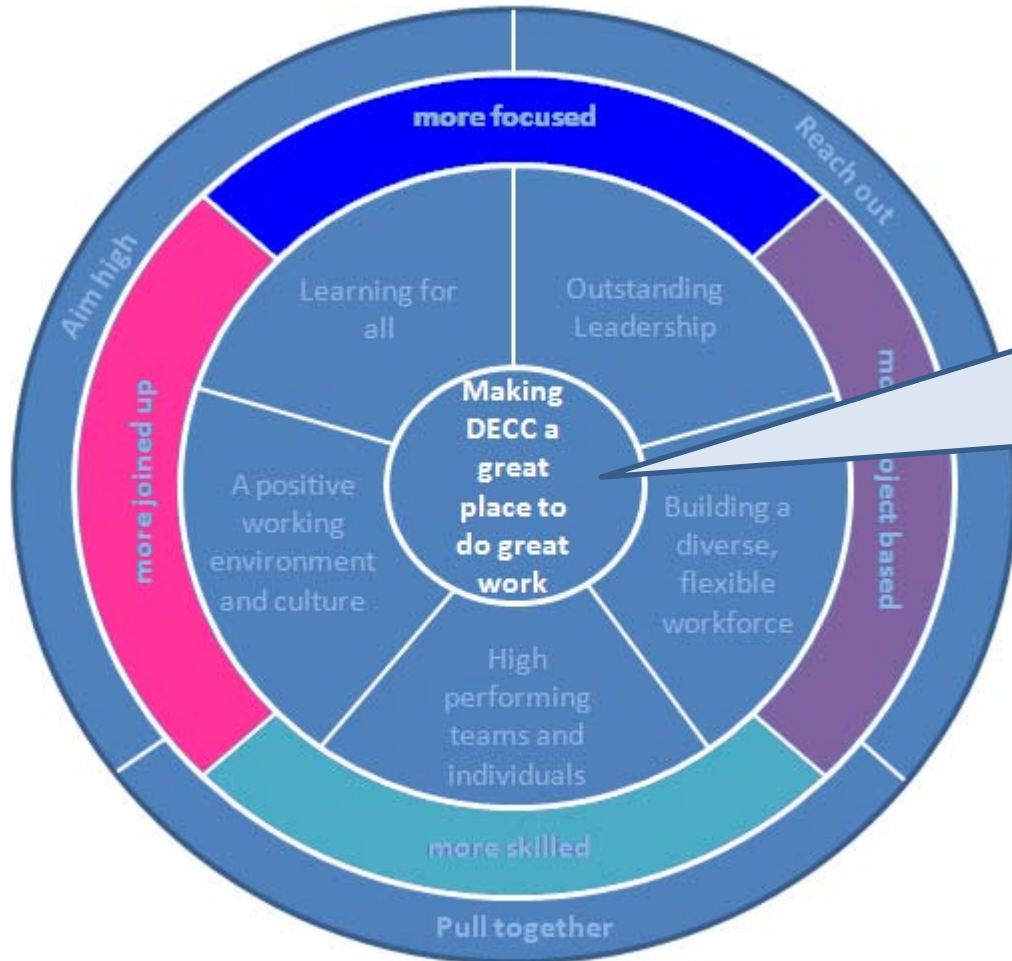 more focused
Reach out
Aim high
Learning for
all
Outstanding
Leadership
more joined up
Making
DECC a
great
place to
do great
work
A positive
working
environment
and culture
Building a
diverse,
flexible
workforce
based
High
performing
teams and
individuals
more skilled
Pull together